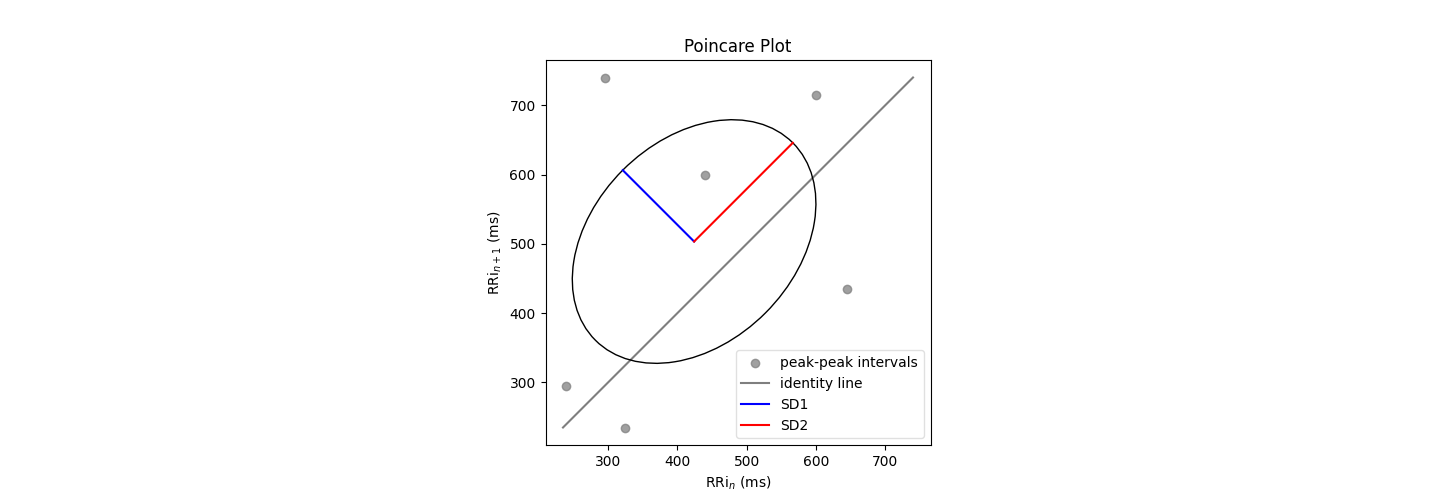 Poincare Plot
RRi$_{n+1}$ (ms)
700
600
500
400
300
peak-peak intervals
identity line
SD1
SD2
300 400 500 600 700
RRi$_n$ (ms)